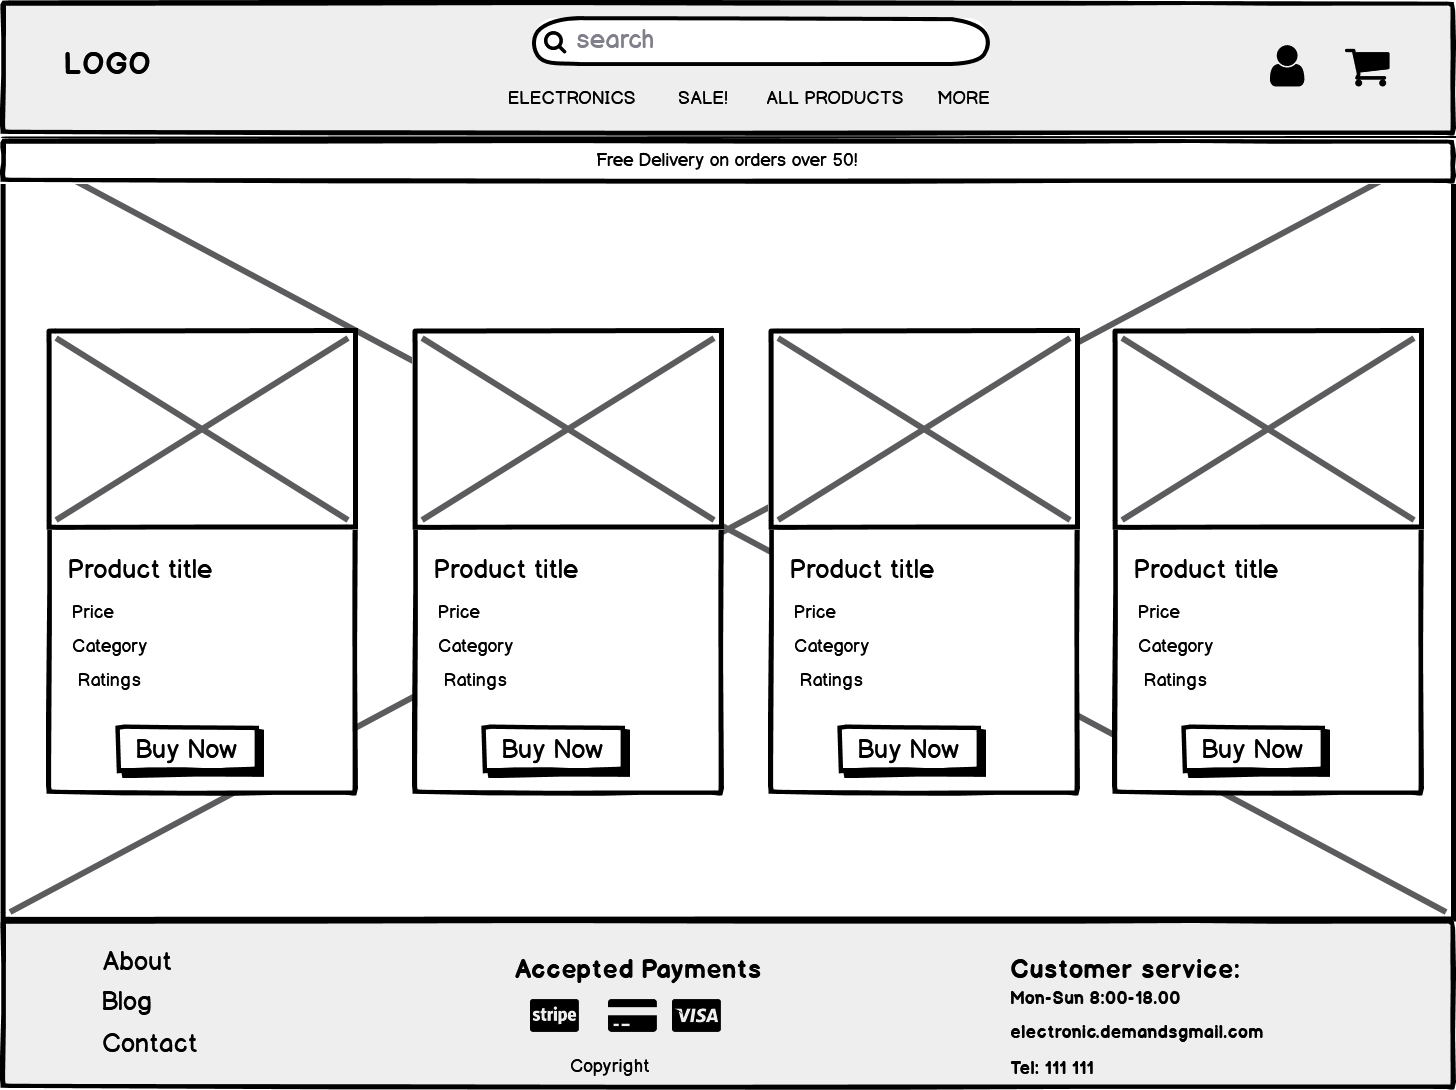 LOGO
search
ELECTRONICS SALE! ALL PRODUCTS MORE
Free Delivery on orders over 50!
Product title
Price
Category
Ratings
Buy Now
Product title
Price
Category
Ratings
Buy Now
Product title
Price
Category
Ratings
Buy Now
Product title
Price
Category
Ratings
Buy Now
About
Blog
Contact
Accepted Payments
stripe VISA
Copyright
Customer service:
Mon-Sun 8:00-18.00
electronic.demandsgmail.com
Tel: 111 111